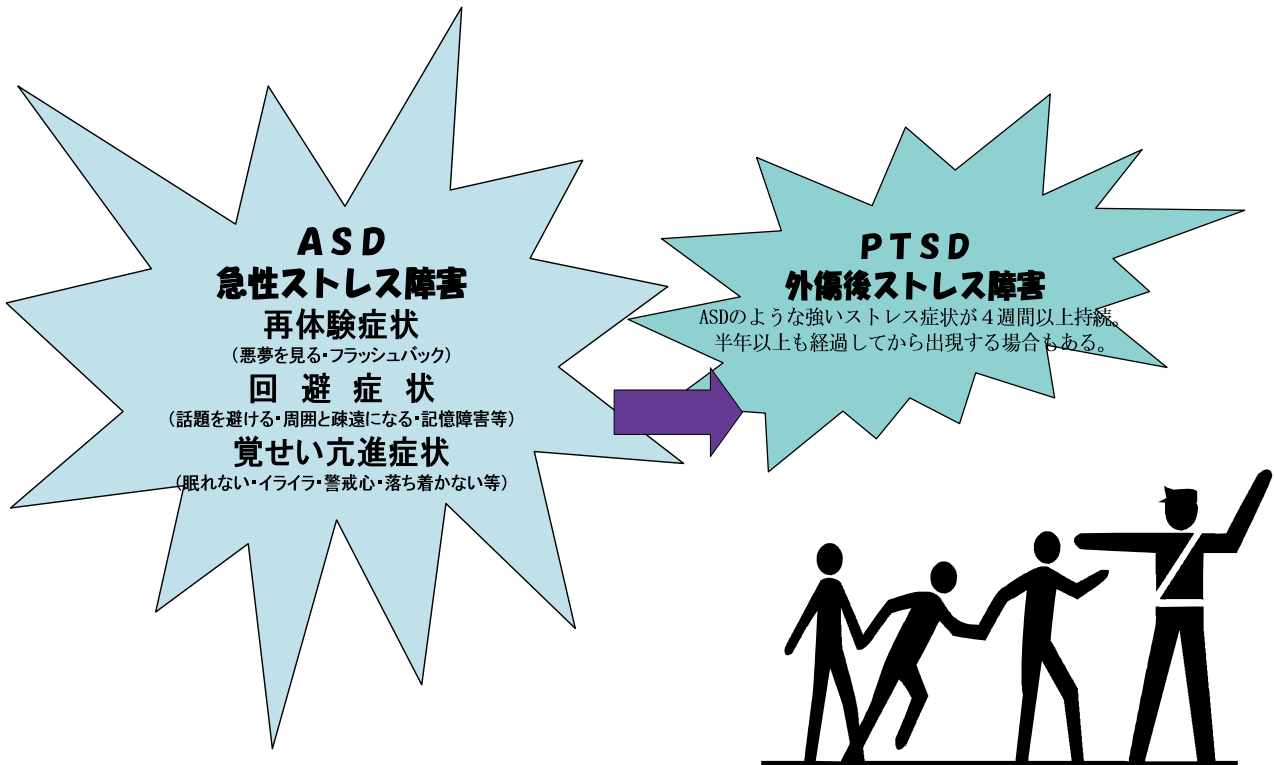 ASD
急性ストレス障害
再体験症状
（悪夢を見る・フラッシュバック）
回避症状
（話題を避ける・周囲と疎遠になる・記憶障害等）
覚せい亢進症状
（眠れない・イライラ・警戒心・落ち着かない等）
PTSD
外傷後ストレス障害
ASDのような強いストレス症状が４週間以上持続。
半年以上も経過してから出現する場合もある。